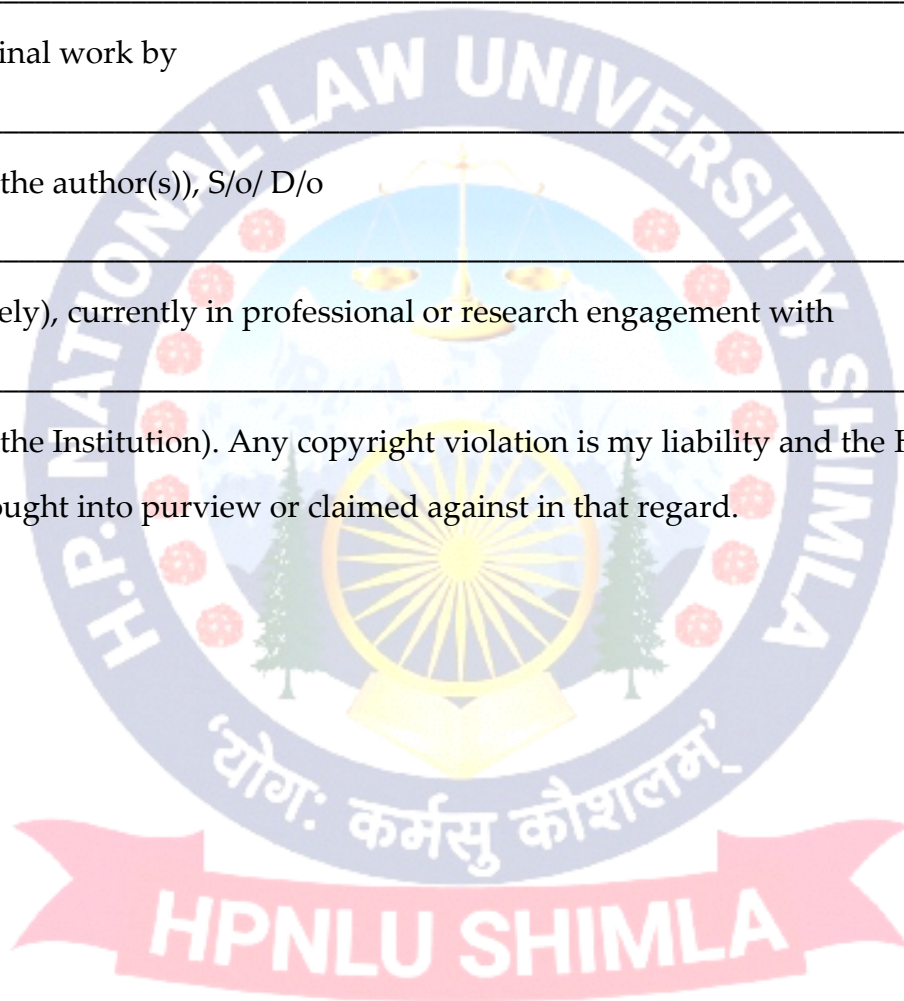 inal work by
the author(s)), S/o/ D/o
ely), currently in professional or research engagement with
the Institution). Any copyright violation is my liability and the E
ought into purview or claimed against in that regard.
H.P. NATIONAL LAW UNIVERSITY, SHIMLA
'योगः कर्मसु कौशलम्'
HPNLU SHIMLA